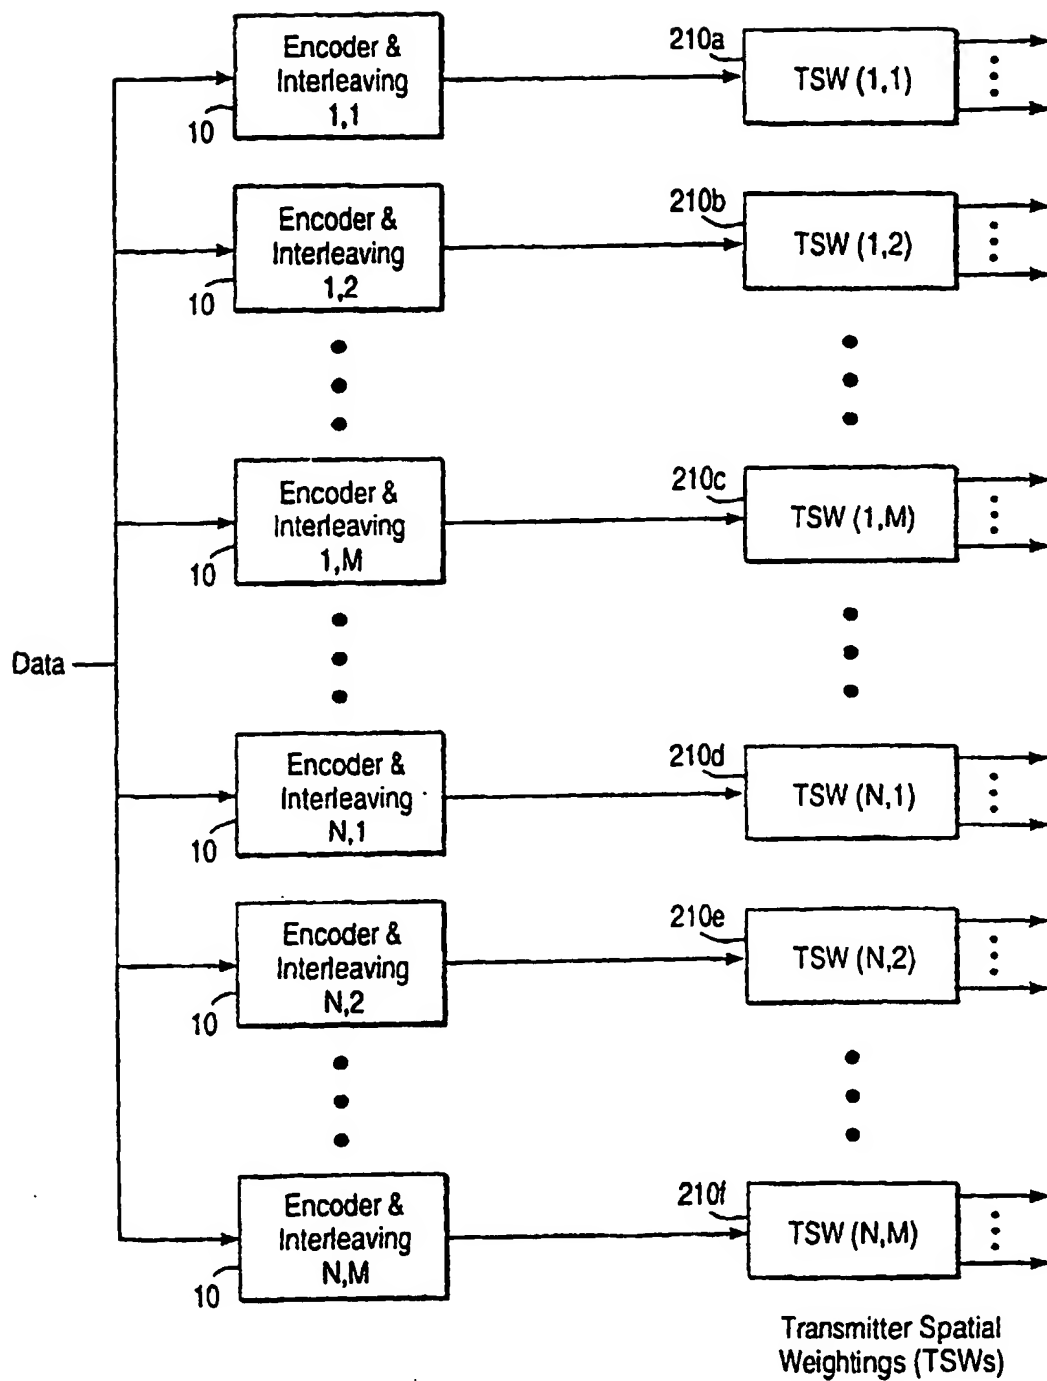 Encoder &
Interleaving
1,1
10
210a
TSW (1,1)
Encoder &
Interleaving
1,2
10
210b
TSW (1,2)
Encoder &
Interleaving
1,M
10
210c
TSW (1,M)
Data
Encoder &
Interleaving
N,1
10
210d
TSW (N,1)
Encoder &
Interleaving
N,2
10
210e
TSW (N,2)
Encoder &
Interleaving
N,M
10
210f
TSW (N,M)
Transmitter Spatial
Weightings (TSWs)